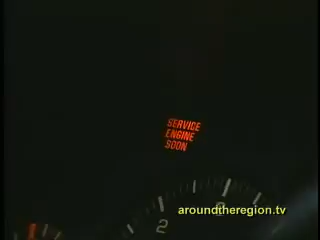 SERVICE
ENGINE
SOON
2
aroundtheregion.tv